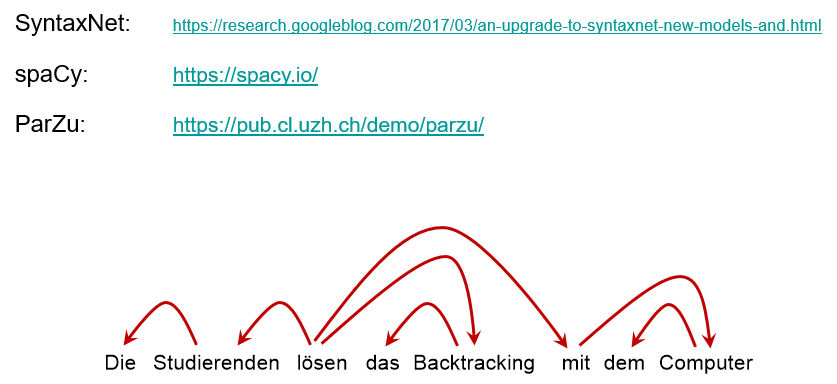 SyntaxNet: https://research.googleblog.com/2017/03/an-upgrade-to-syntaxnet-new-models-and.html
spaCy: https://spacy.io/
ParZu: https://pub.cl.uzh.ch/demo/parzu/
Die Studierenden lösen das Backtracking mit dem Computer